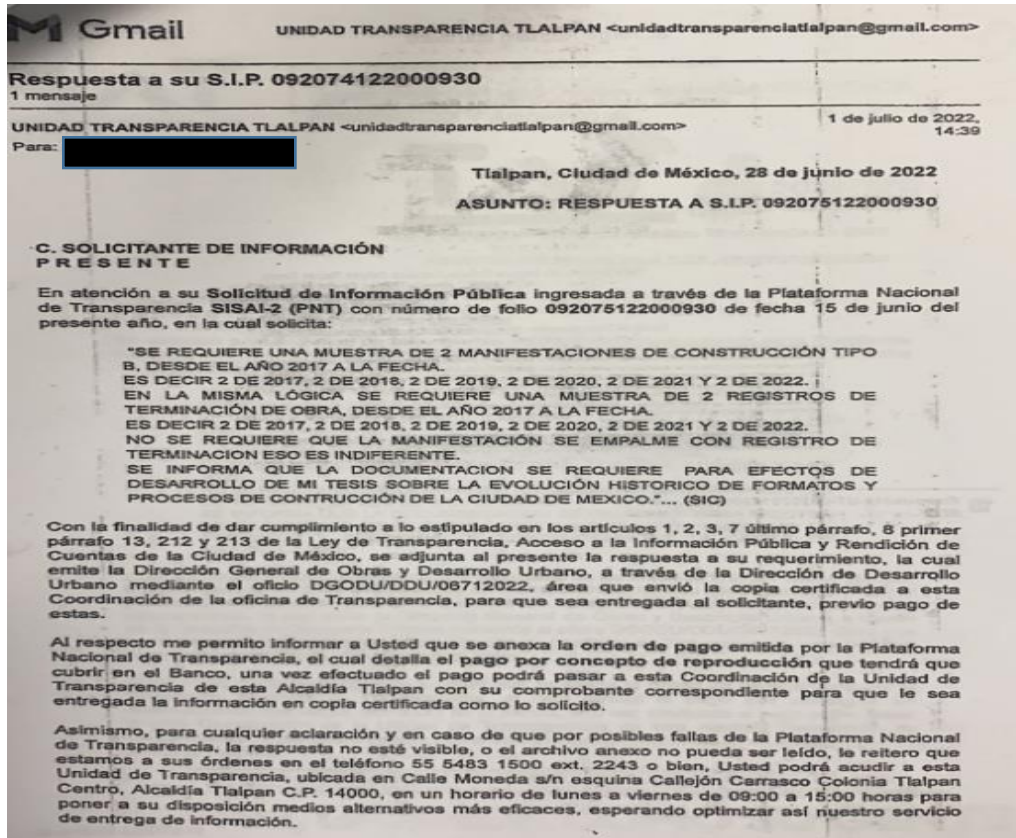 Gmail
UNIDAD TRANSPARENCIA TLALPAN <unidadtransparenciatlalpan@gmail.com>
Respuesta a su S.I.P. 092074122000930
1 mensaje
UNIDAD TRANSPARENCIA TLALPAN <unidadtransparenciatlalpan@gmail.com>
1 de julio de 2022,
14:39
Para:
Tlalpan, Ciudad de México, 28 de junio de 2022
ASUNTO: RESPUESTA A S.I.P. 092075122000930
C. SOLICITANTE DE INFORMACIÓN
P R E S E N T E
En atención a su Solicitud de Información Pública ingresada a través de la Plataforma Nacional
de Transparencia SISAI-2 (PNT) con número de folio 092075122000930 de fecha 15 de junio del
presente año, en la cual solicita:
"SE REQUIERE UNA MUESTRA DE 2 MANIFESTACIONES DE CONSTRUCCIÓN TIPO
B, DESDE EL AÑO 2017 A LA FECHA.
ES DECIR 2 DE 2017, 2 DE 2018, 2 DE 2019, 2 DE 2020, 2 DE 2021 Y 2 DE 2022.
EN LA MISMA LÓGICA SE REQUIERE UNA MUESTRA DE 2 REGISTROS DE
TERMINACIÓN DE OBRA, DESDE EL AÑO 2017 A LA FECHA.
ES DECIR 2 DE 2017, 2 DE 2018, 2 DE 2019, 2 DE 2020, 2 DE 2021 Y 2 DE 2022.
NO SE REQUIERE QUE LA MANIFESTACIÓN SE EMPALME CON REGISTRO DE
TERMINACION ESO ES INDIFERENTE.
SE INFORMA QUE LA DOCUMENTACION SE REQUIERE PARA EFECTOS DE
DESARROLLO DE MI TESIS SOBRE LA EVOLUCIÓN HISTORICO DE FORMATOS Y
PROCESOS DE CONTRUCCIÓN DE LA CIUDAD DE MEXICO."... (SIC)
Con la finalidad de dar cumplimiento a lo estipulado en los artículos 1, 2, 3, 7 último párrafo, 8 primer
párrafo 13, 212 y 213 de la Ley de Transparencia, Acceso a la Información Pública y Rendición de
Cuentas de la Ciudad de México, se adjunta al presente la respuesta a su requerimiento, la cual
emite la Dirección General de Obras y Desarrollo Urbano, a través de la Dirección de Desarrollo
Urbano mediante el oficio DGODU/DDU/06712022, área que envió la copia certificada a esta
Coordinación de la oficina de Transparencia, para que sea entregada al solicitante, previo pago de
estas.
Al respecto me permito informar a Usted que se anexa la orden de pago emitida por la Plataforma
Nacional de Transparencia, el cual detalla el pago por concepto de reproducción que tendrá que
cubrir en el Banco, una vez efectuado el pago podrá pasar a esta Coordinación de la Unidad de
Transparencia de esta Alcaldía Tlalpan con su comprobante correspondiente para que le sea
entregada la información en copia certificada como lo solicito.
Asimismo, para cualquier aclaración y en caso de que por posibles fallas de la Plataforma Nacional
de Transparencia, la respuesta no esté visible, o el archivo anexo no pueda ser leído, le reitero que
estamos a sus órdenes en el teléfono 55 5483 1500 ext. 2243 o bien, Usted podrá acudir a esta
Unidad de Transparencia, ubicada en Calle Moneda s/n esquina Callejón Carrasco Colonia Tlalpan
Centro, Alcaldía Tlalpan C.P. 14000, en un horario de lunes a viernes de 09:00 a 15:00 horas para
poner a su disposición medios alternativos más eficaces, esperando optimizar así nuestro servicio
de entrega de información.